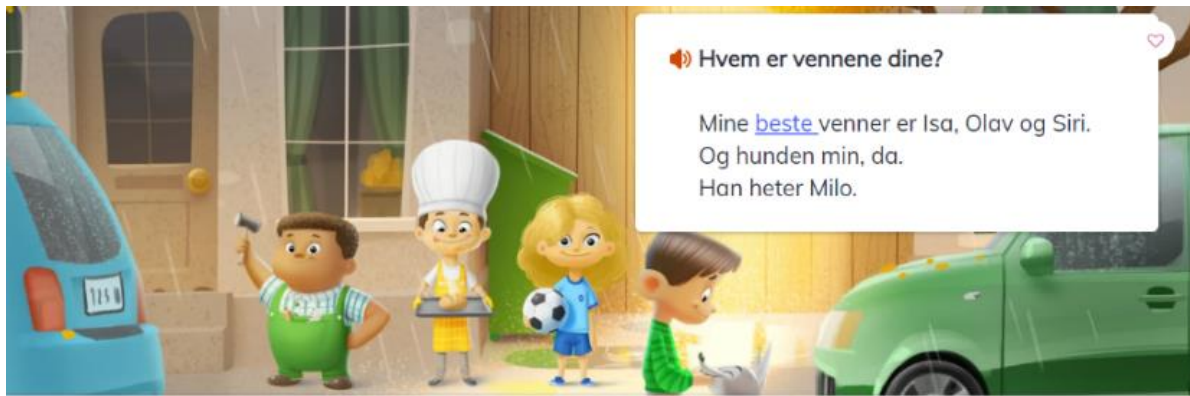 Hvem er vennene dine?
Mine beste venner er Isa, Olav og Siri.
Og hunden min, da.
Han heter Milo.